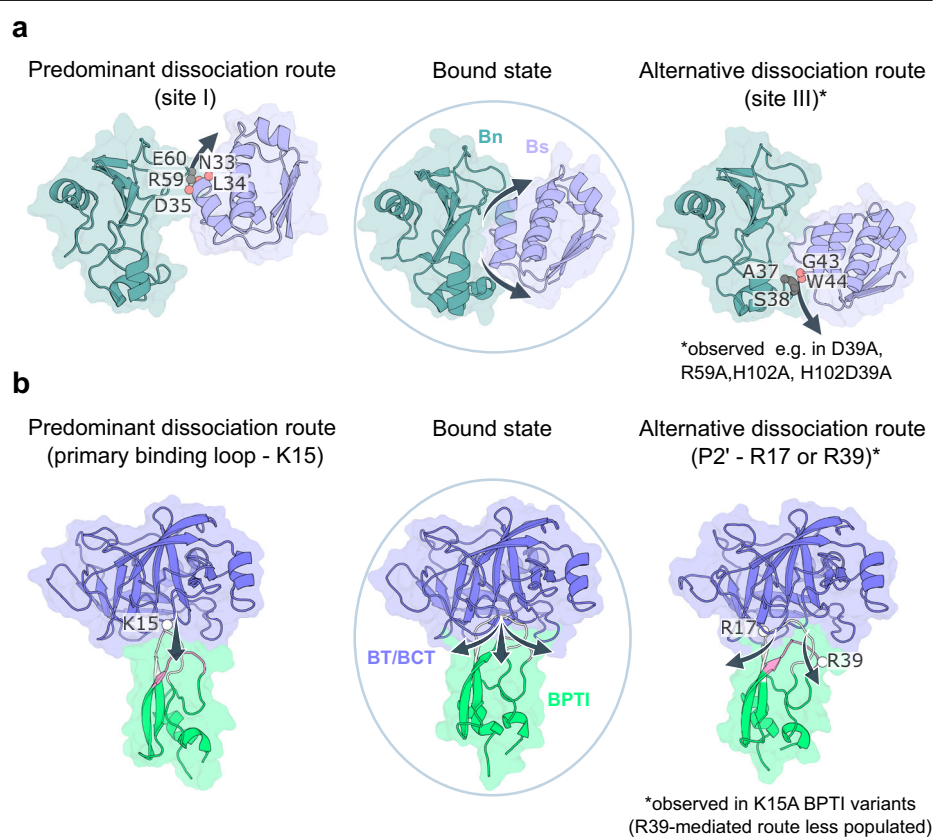 a
Predominant dissociation route
(site I)
Bound state
Alternative dissociation route
(site III)*
E60
N33
R59
L34
D35
Bn
Bs
A37
G43
S38
W44
*observed e.g. in D39A,
R59A,H102A, H102D39A
b
Predominant dissociation route
(primary binding loop - K15)
Bound state
Alternative dissociation route
(P2' - R17 or R39)*
K15
BT/BCT
BPTI
R17
R39
*observed in K15A BPTI variants
(R39-mediated route less populated)